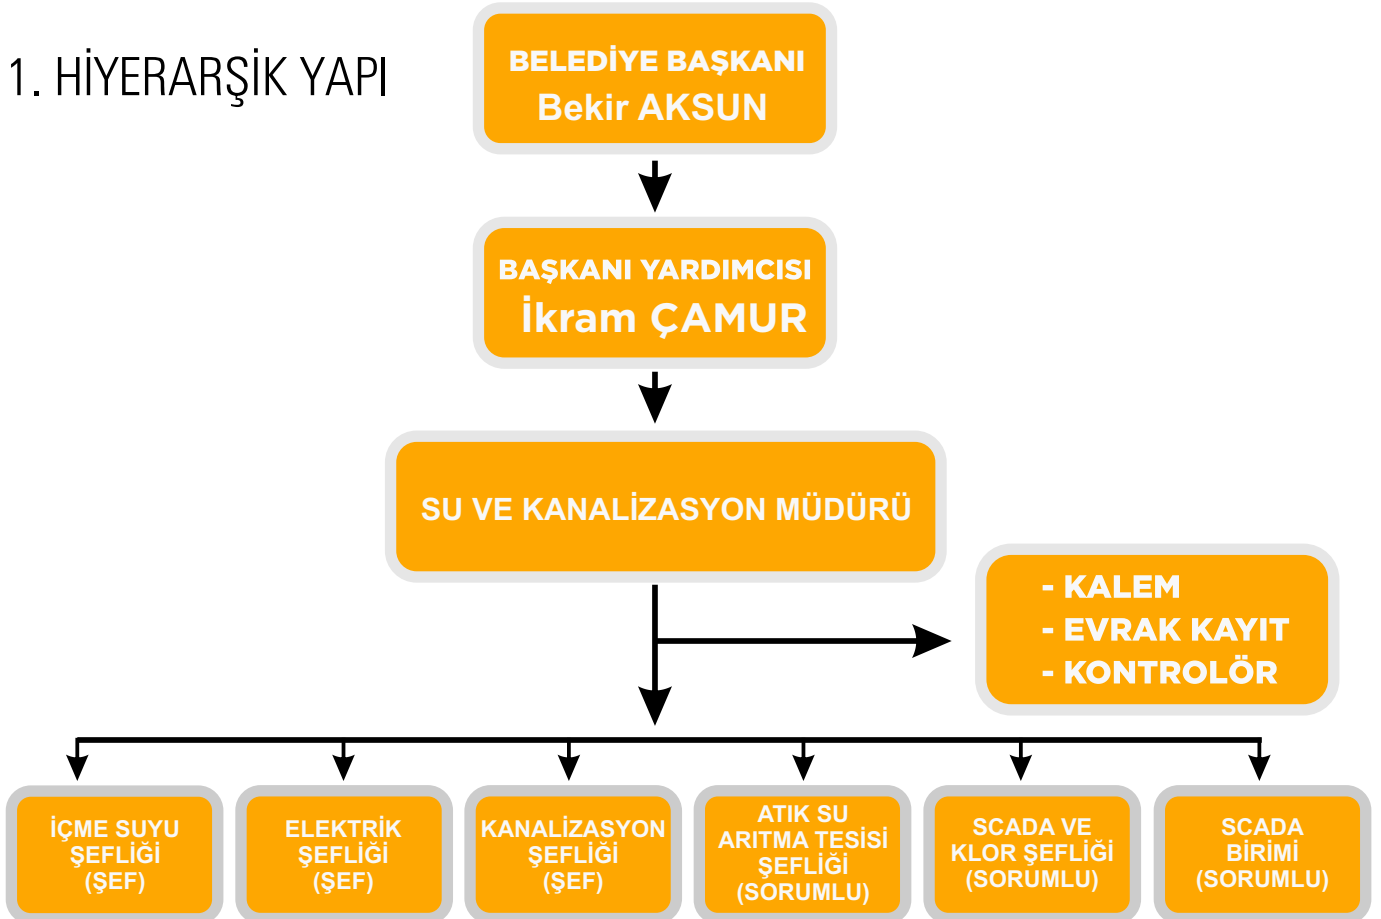 1. HİYERARŞİK YAPI
BELEDİYE BAŞKANI
Bekir AKSUN
BAŞKANI YARDIMCISI
İkram ÇAMUR
SU VE KANALİZASYON MÜDÜRÜ
- KALEM
- EVRAK KAYIT
- KONTROLÖR
İÇME SUYU
ŞEFLİĞİ
(ŞEF)
ELEKTRİK
ŞEFLİĞİ
(ŞEF)
KANALİZASYON
ŞEFLİĞİ
(ŞEF)
ATIK SU
ARITMA TESİSİ
ŞEFLİĞİ
(SORUMLU)
SCADA VE
KLOR ŞEFLİĞİ
(SORUMLU)
SCADA
BİRİMİ
(SORUMLU)